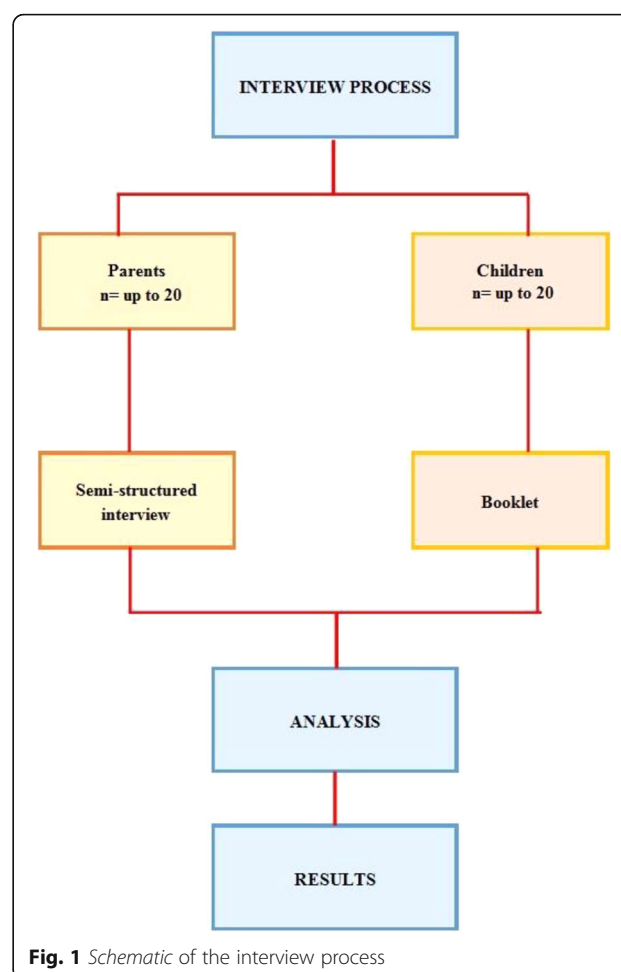 INTERVIEW PROCESS
Parents
n= up to 20
Children
n= up to 20
Semi-structured
interview
Booklet
ANALYSIS
RESULTS
Fig. 1 Schematic of the interview process